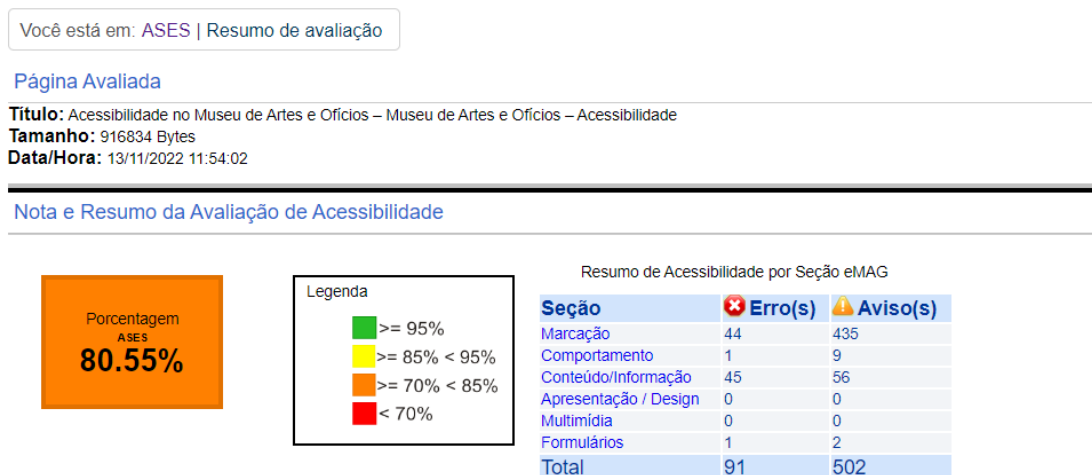 Você está em: ASES | Resumo de avaliação
Página Avaliada
Título: Acessibilidade no Museu de Artes e Ofícios – Museu de Artes e Ofícios – Acessibilidade
Tamanho: 916834 Bytes
Data/Hora: 13/11/2022 11:54:02
Nota e Resumo da Avaliação de Acessibilidade
Porcentagem
ASES
80.55%
Legenda
>= 95%
>= 85% < 95%
>= 70% < 85%
< 70%
Resumo de Acessibilidade por Seção eMAG
Seção Erro(s) Aviso(s)
Marcação 44 435
Comportamento 1 9
Conteúdo/Informação 45 56
Apresentação / Design 0 0
Multimídia 0 0
Formulários 1 2
Total 91 502